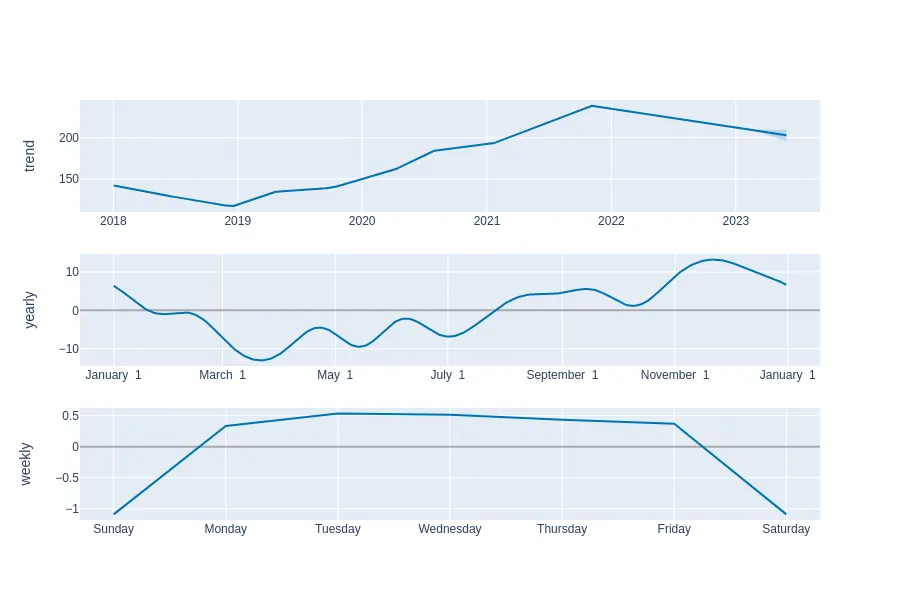 trend
200
150
2018 2019 2020 2021 2022 2023
yearly
10
0
−10
January 1 March 1 May 1 July 1 September 1 November 1 January 1
weekly
0.5
0
−0.5
−1
Sunday Monday Tuesday Wednesday Thursday Friday Saturday